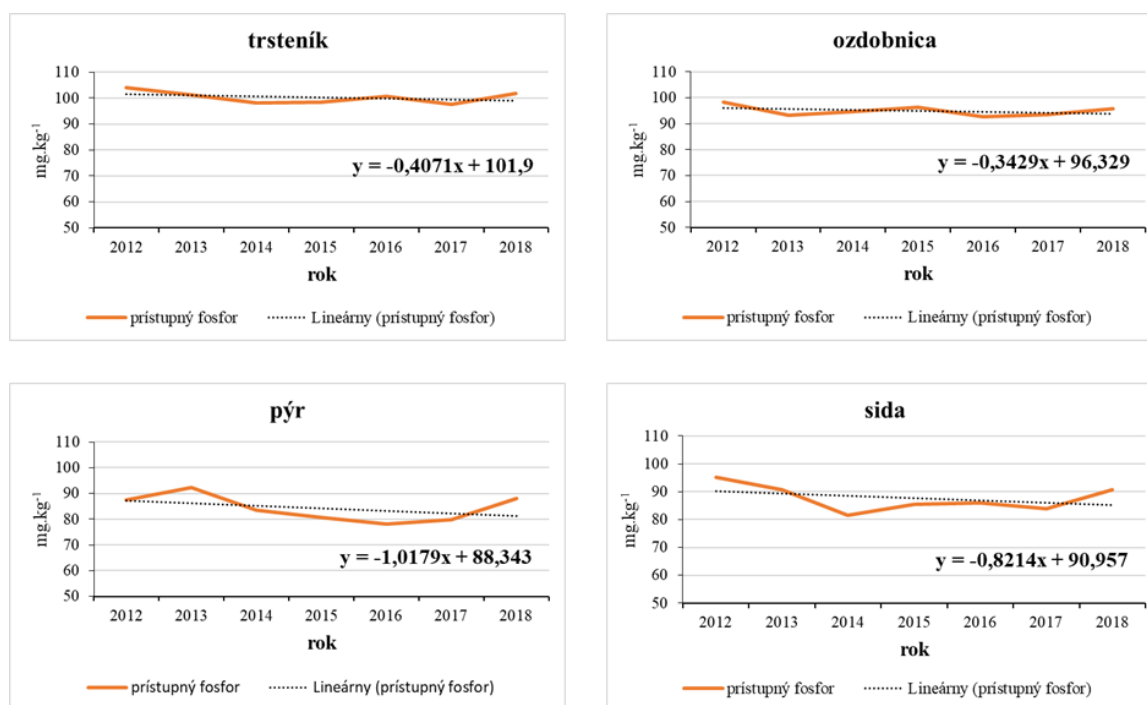 trsteník
110
100
90
80
70
60
50
mg.kg⁻¹
y = -0,4071x + 101,9
2012 2013 2014 2015 2016 2017 2018
rok
prístupný fosfor Lineárny (prístupný fosfor)
ozdobnica
110
100
90
80
70
60
50
mg.kg⁻¹
y = -0,3429x + 96,329
2012 2013 2014 2015 2016 2017 2018
rok
prístupný fosfor Lineárny (prístupný fosfor)
pýr
110
100
90
80
70
60
50
mg.kg⁻¹
y = -1,0179x + 88,343
2012 2013 2014 2015 2016 2017 2018
rok
prístupný fosfor Lineárny (prístupný fosfor)
sida
110
100
90
80
70
60
50
mg.kg⁻¹
y = -0,8214x + 90,957
2012 2013 2014 2015 2016 2017 2018
rok
prístupný fosfor Lineárny (prístupný fosfor)